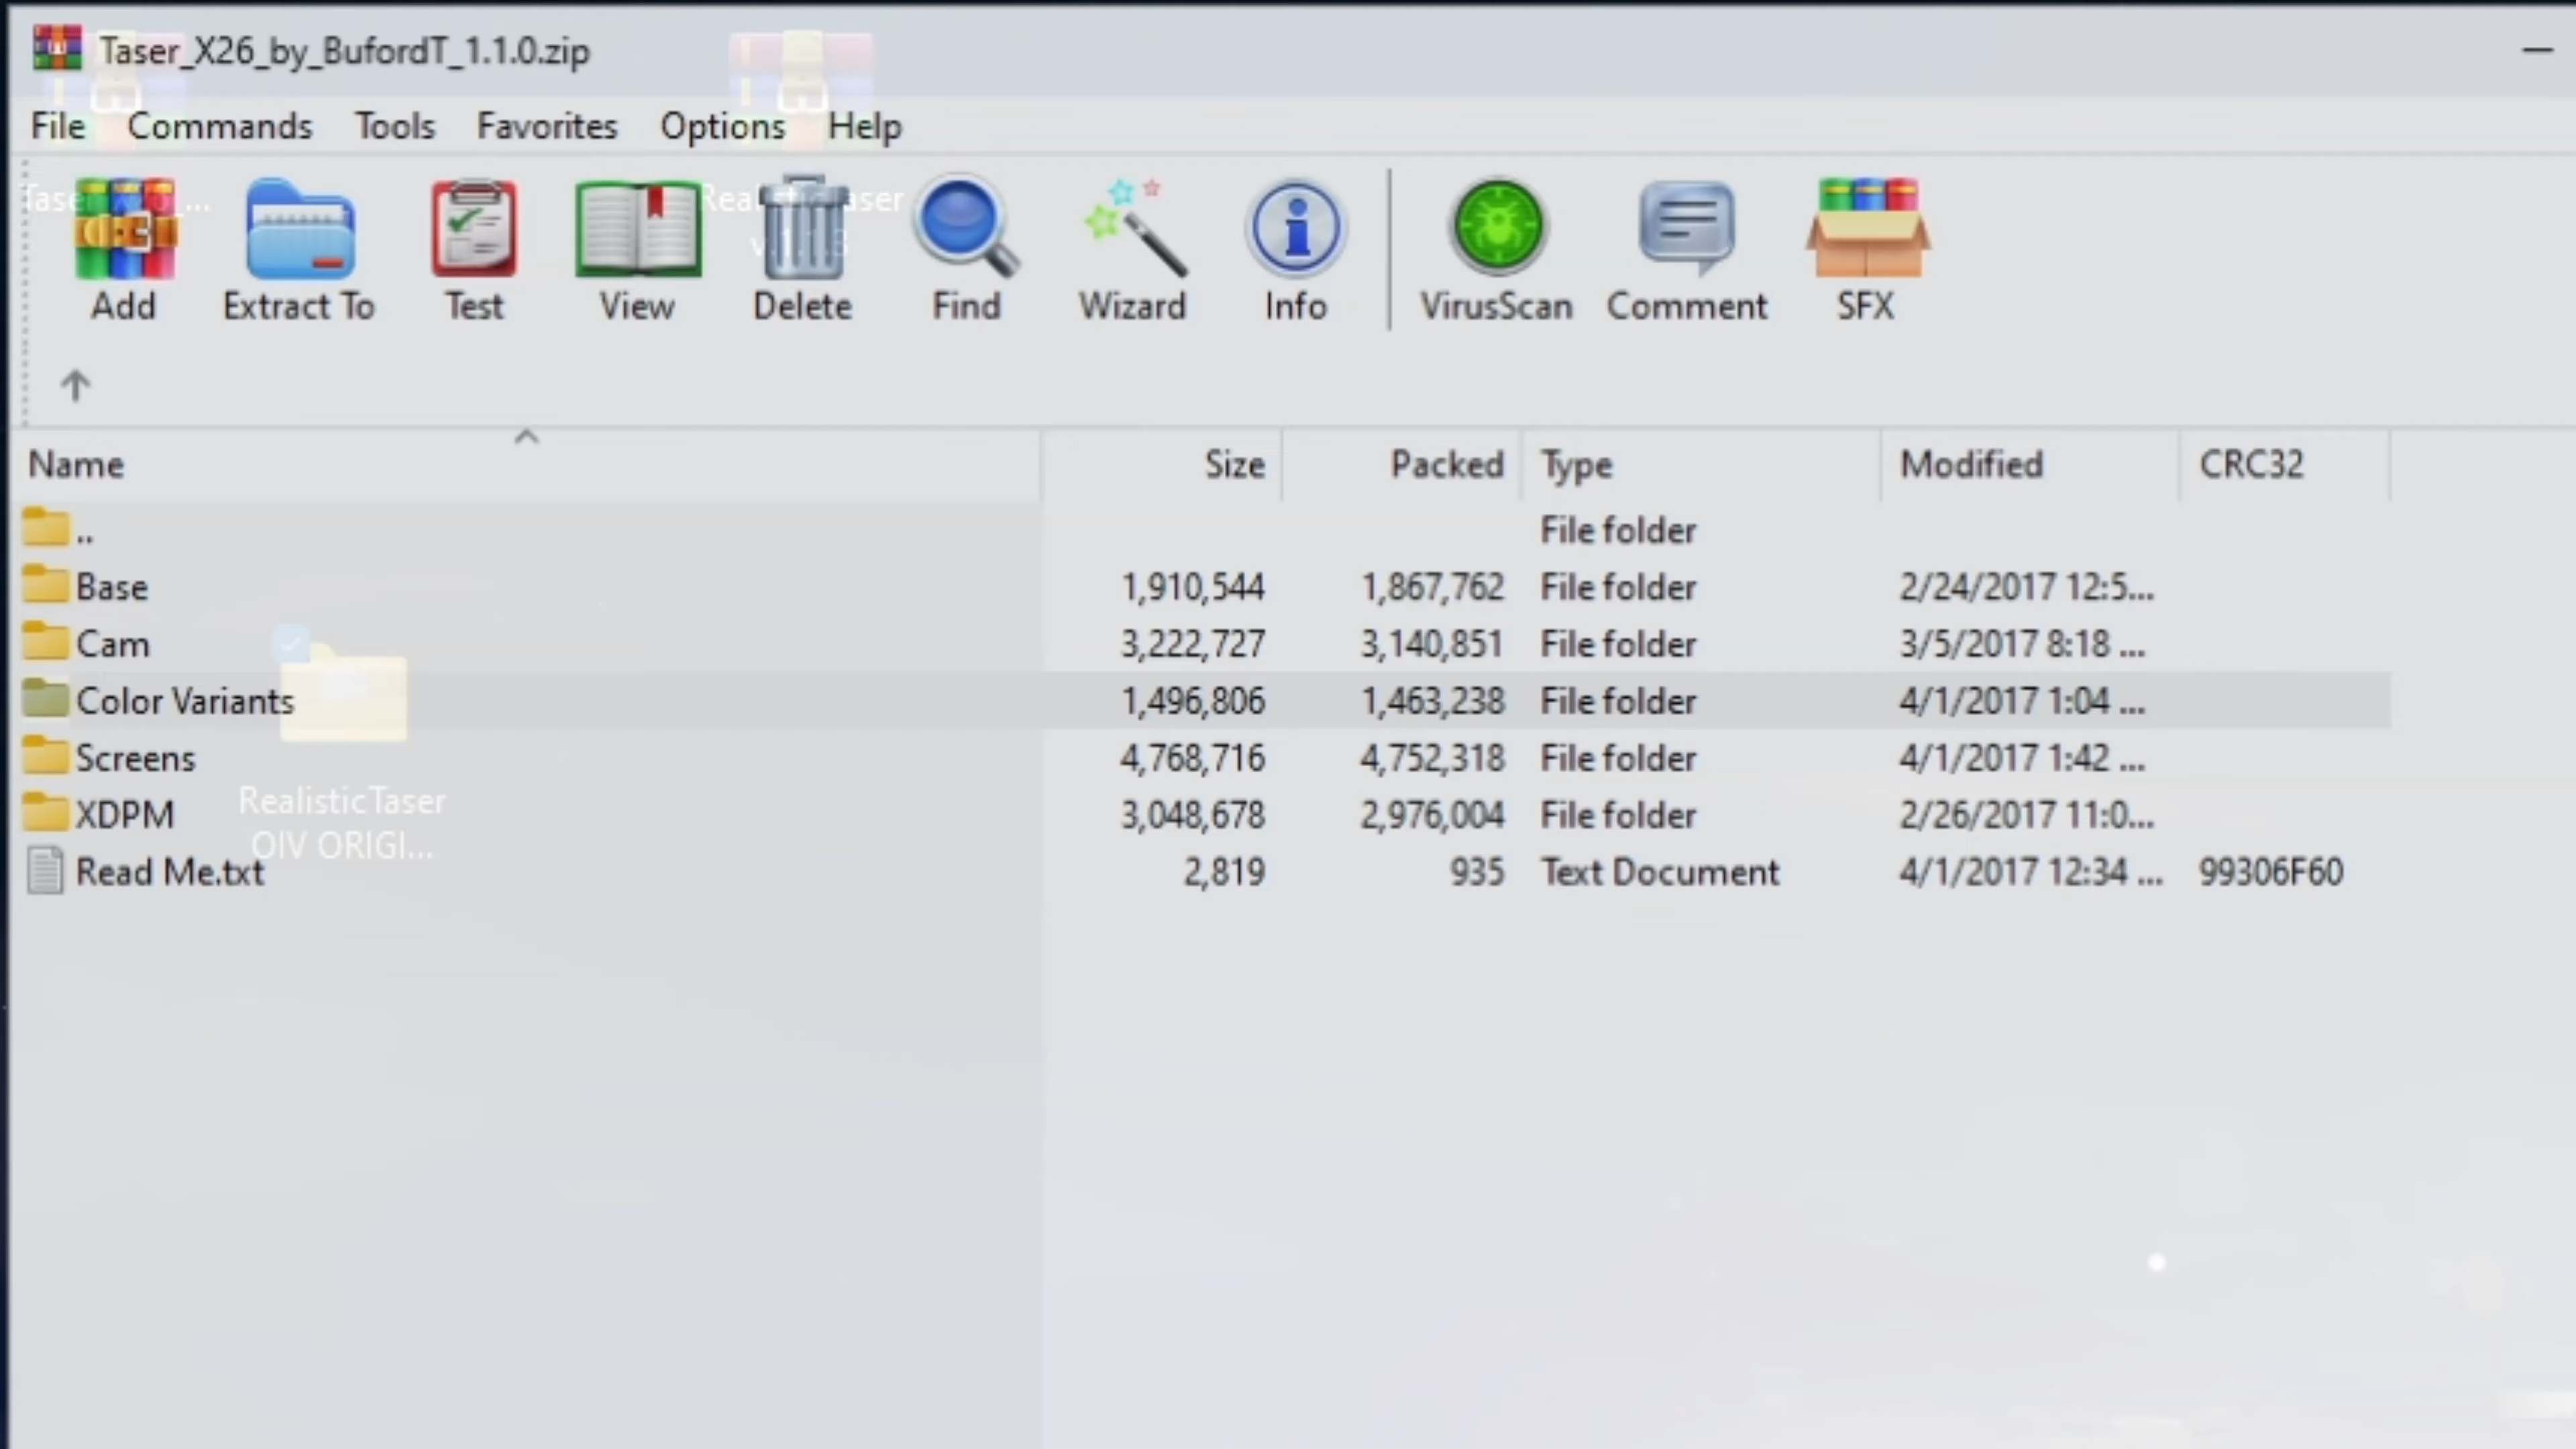 Taser_X26_by_BufordT_1.1.0.zip
File Commands Tools Favorites Options Help
Add Extract To Test View Delete Find Wizard Info VirusScan Comment SFX
Name Size Packed Type Modified CRC32
.. File folder
Base 1,910,544 1,867,762 File folder 2/24/2017 12:5...
Cam 3,222,727 3,140,851 File folder 3/5/2017 8:18 ...
Color Variants 1,496,806 1,463,238 File folder 4/1/2017 1:04 ...
Screens 4,768,716 4,752,318 File folder 4/1/2017 1:42 ...
RealisticTaser
XDPM 3,048,678 2,976,004 File folder 2/26/2017 11:0...
OIV ORIGI...
Read Me.txt 2,819 935 Text Document 4/1/2017 12:34 ... 99306F60